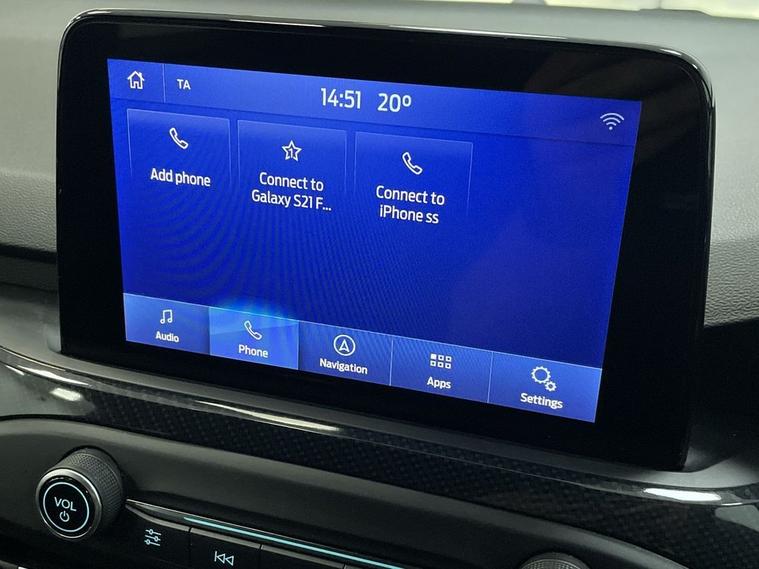 TA
14:51 20º
Add phone
Connect to
Galaxy S21 F...
Connect to
iPhone ss
Audio
Phone
Navigation
Apps
Settings
VOL